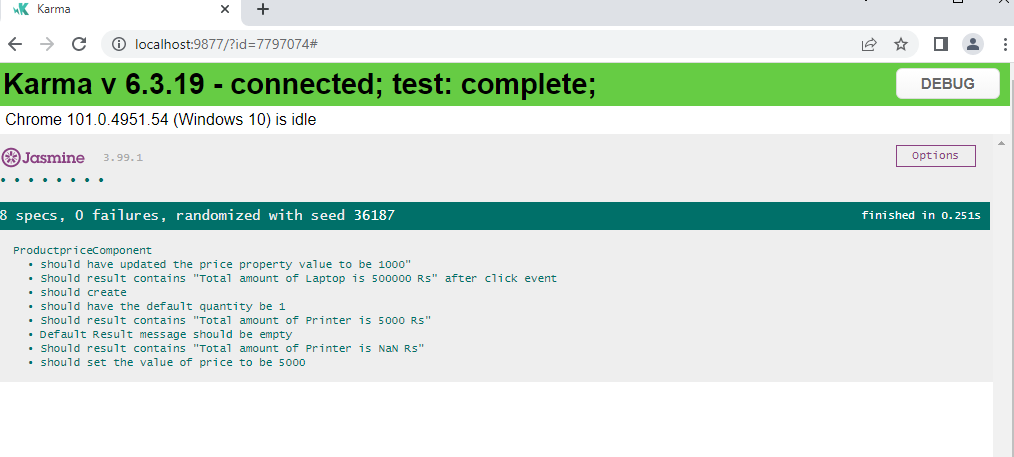 Karma
localhost:9877/?id=7797074#
Karma v 6.3.19 - connected; test: complete;
DEBUG
Chrome 101.0.4951.54 (Windows 10) is idle
Jasmine 3.99.1
Options
8 specs, 0 failures, randomized with seed 36187
finished in 0.251s
ProductpriceComponent
• should have updated the price property value to be 1000"
• Should result contains "Total amount of Laptop is 500000 Rs" after click event
• should create
• should have the default quantity be 1
• Should result contains "Total amount of Printer is 5000 Rs"
• Default Result message should be empty
• Should result contains "Total amount of Printer is NaN Rs"
• should set the value of price to be 5000